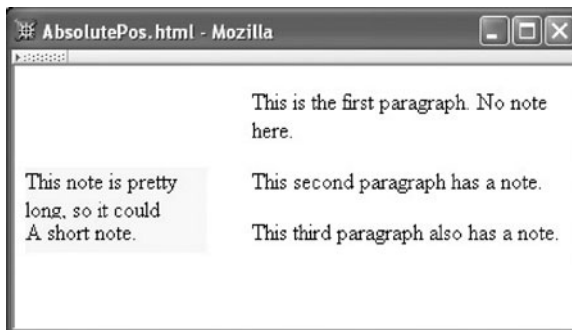 AbsolutePos.html - Mozilla
This is the first paragraph. No note
here.
This note is pretty
long, so it could
A short note.
This second paragraph has a note.
This third paragraph also has a note.